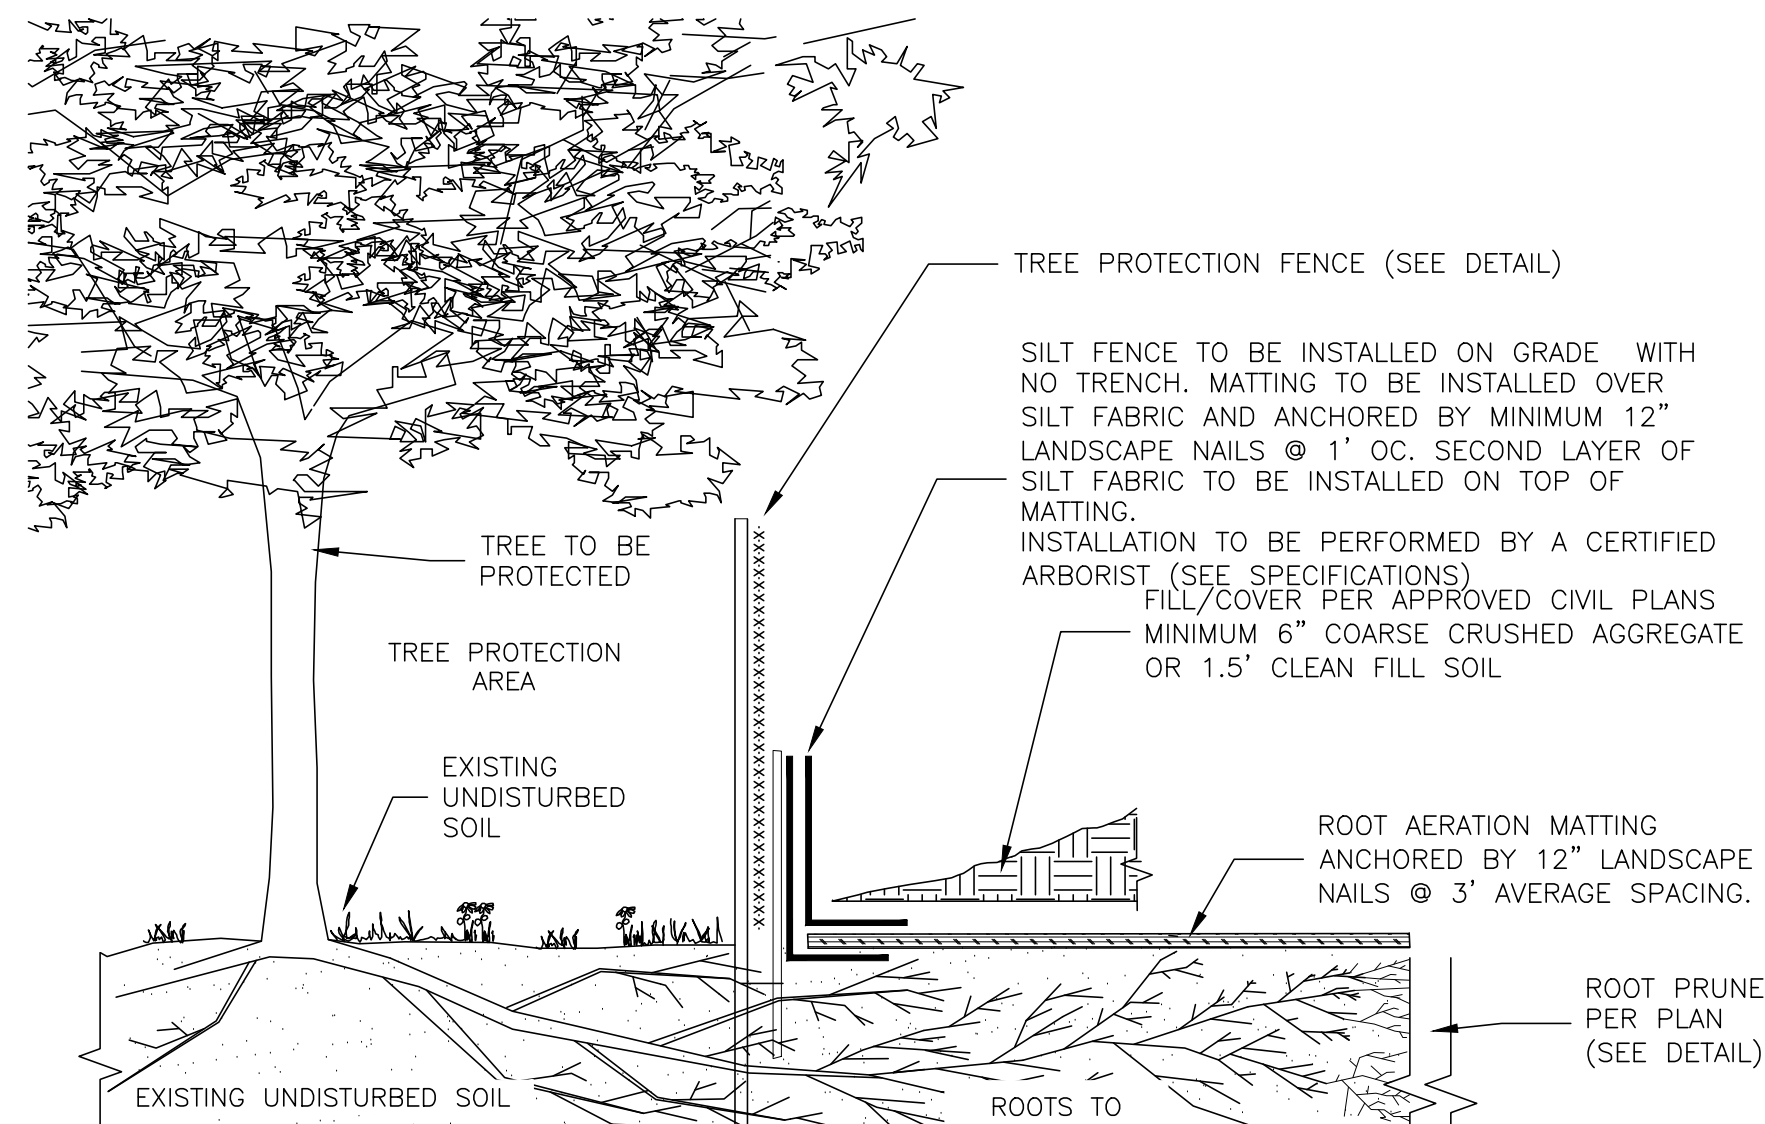 TREE PROTECTION FENCE (SEE DETAIL)
SILT FENCE TO BE INSTALLED ON GRADE WITH
NO TRENCH. MATTING TO BE INSTALLED OVER
SILT FABRIC AND ANCHORED BY MINIMUM 12”
LANDSCAPE NAILS @ 1’ OC. SECOND LAYER OF
SILT FABRIC TO BE INSTALLED ON TOP OF
MATTING.
INSTALLATION TO BE PERFORMED BY A CERTIFIED
ARBORIST (SEE SPECIFICATIONS)
TREE TO BE
PROTECTED
FILL/COVER PER APPROVED CIVIL PLANS
MINIMUM 6” COARSE CRUSHED AGGREGATE
OR 1.5’ CLEAN FILL SOIL
TREE PROTECTION
AREA
EXISTING
UNDISTURBED
SOIL
ROOT AERATION MATTING
ANCHORED BY 12” LANDSCAPE
NAILS @ 3’ AVERAGE SPACING.
ROOT PRUNE
PER PLAN
(SEE DETAIL)
EXISTING UNDISTURBED SOIL
ROOTS TO